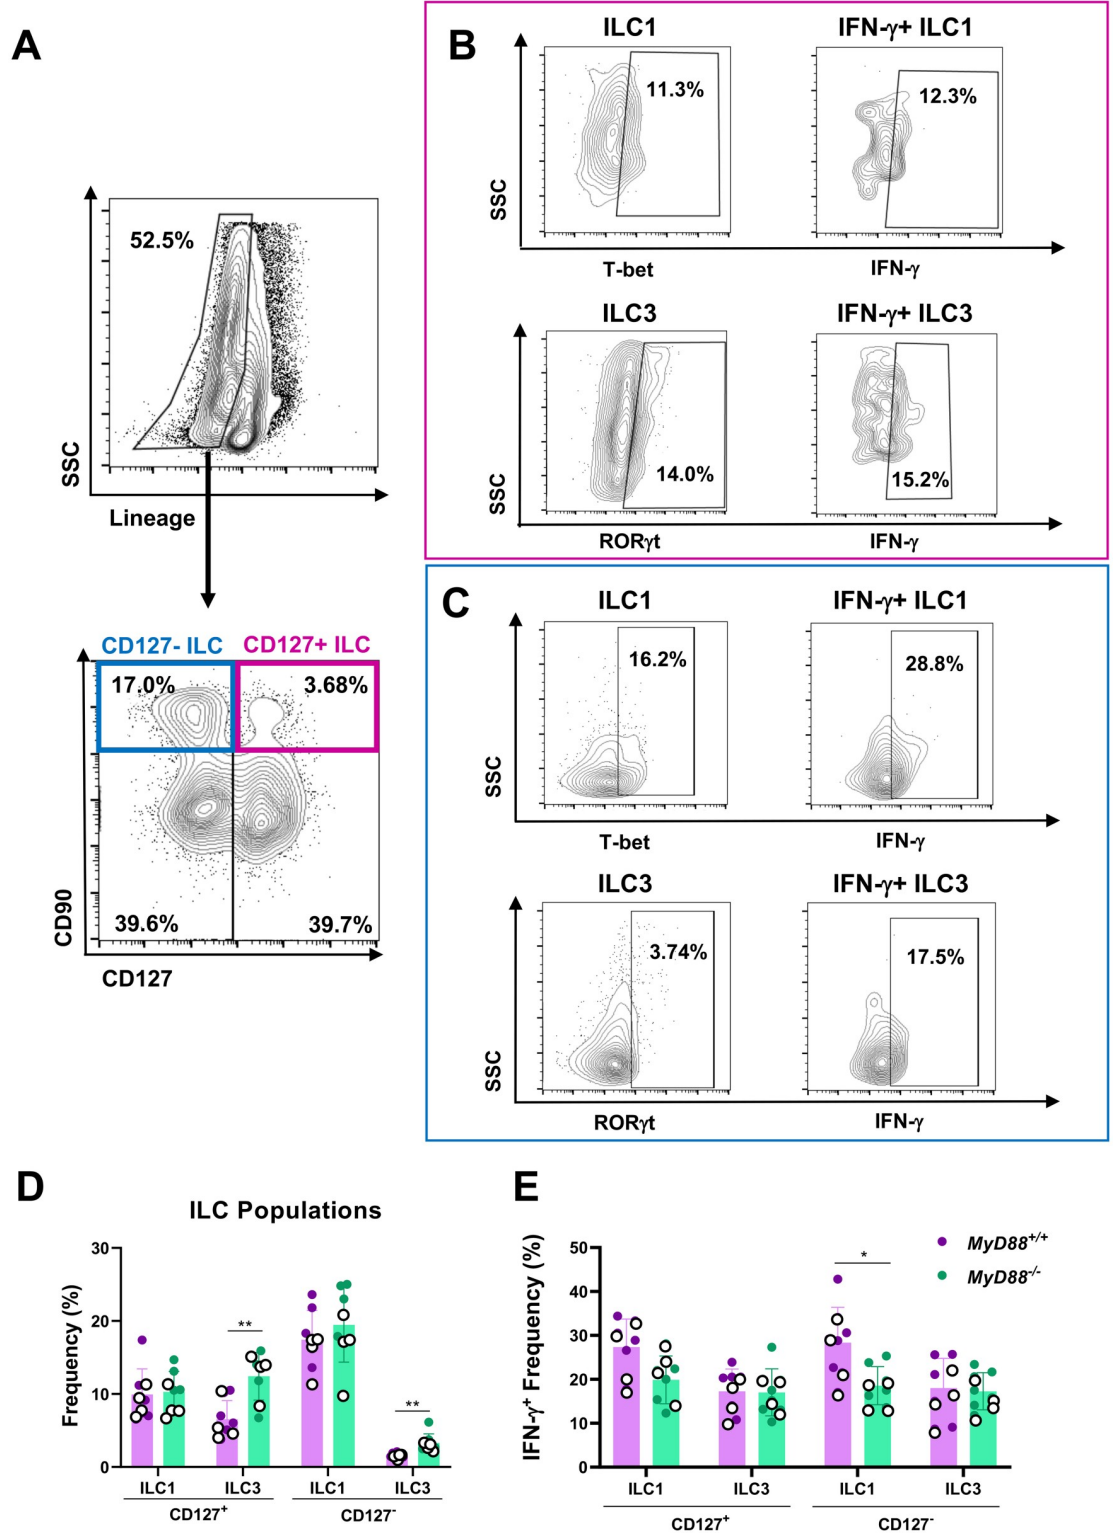 A
52.5%
SSC
Lineage
CD127- ILC
CD127+ ILC
17.0%
3.68%
39.6%
39.7%
CD90
CD127
B
ILC1
IFN-γ+ ILC1
11.3%
12.3%
SSC
T-bet
IFN-γ
ILC3
IFN-γ+ ILC3
14.0%
15.2%
SSC
RORγt
IFN-γ
C
ILC1
IFN-γ+ ILC1
16.2%
28.8%
SSC
T-bet
IFN-γ
ILC3
IFN-γ+ ILC3
3.74%
17.5%
SSC
RORγt
IFN-γ
D
ILC Populations
Frequency (%)
30
20
10
0
**
**
ILC1
ILC3
ILC1
ILC3
CD127+
CD127-
E
IFN-γ+ Frequency (%)
50
40
30
20
10
0
*
MyD88+/+
MyD88-/-
ILC1
ILC3
ILC1
ILC3
CD127+
CD127-